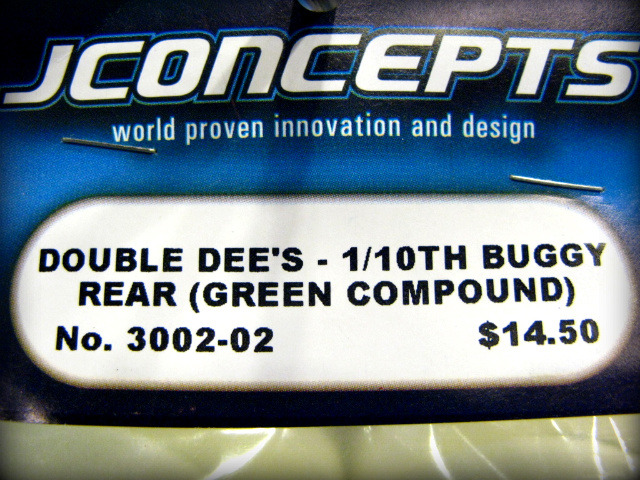 JCONCEPTS
world proven innovation and design
DOUBLE DEE'S - 1/10TH BUGGY
REAR (GREEN COMPOUND)
No. 3002-02 $14.50